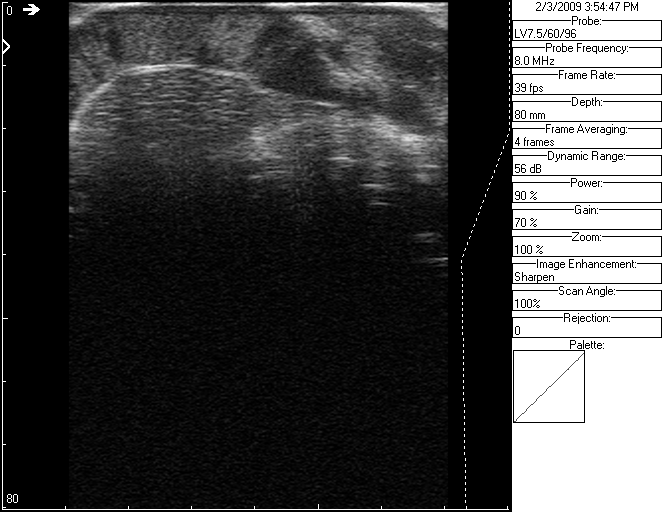 0
80
2/3/2009 3:54:47 PM
Probe:
LV7.5/60/96
Probe Frequency:
8.0 MHz
Frame Rate:
39 fps
Depth:
80 mm
Frame Averaging:
4 frames
Dynamic Range:
56 dB
Power:
90 %
Gain:
70 %
Zoom:
100 %
Image Enhancement:
Sharpen
Scan Angle:
100%
Rejection:
0
Palette: